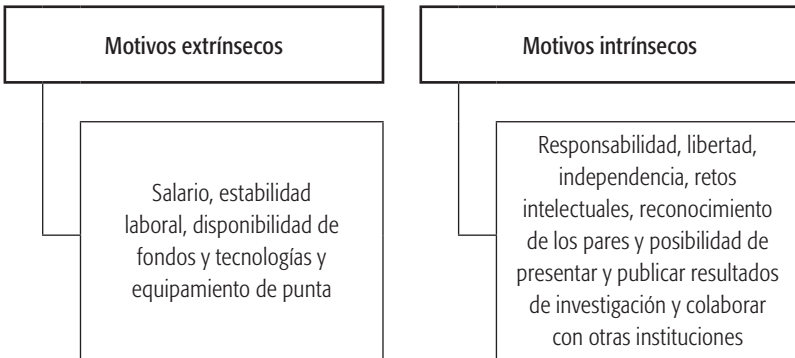 Motivos extrínsecos
Salario, estabilidad
laboral, disponibilidad de
fondos y tecnologías y
equipamiento de punta
Motivos intrínsecos
Responsabilidad, libertad,
independencia, retos
intelectuales, reconocimiento
de los pares y posibilidad de
presentar y publicar resultados
de investigación y colaborar
con otras instituciones